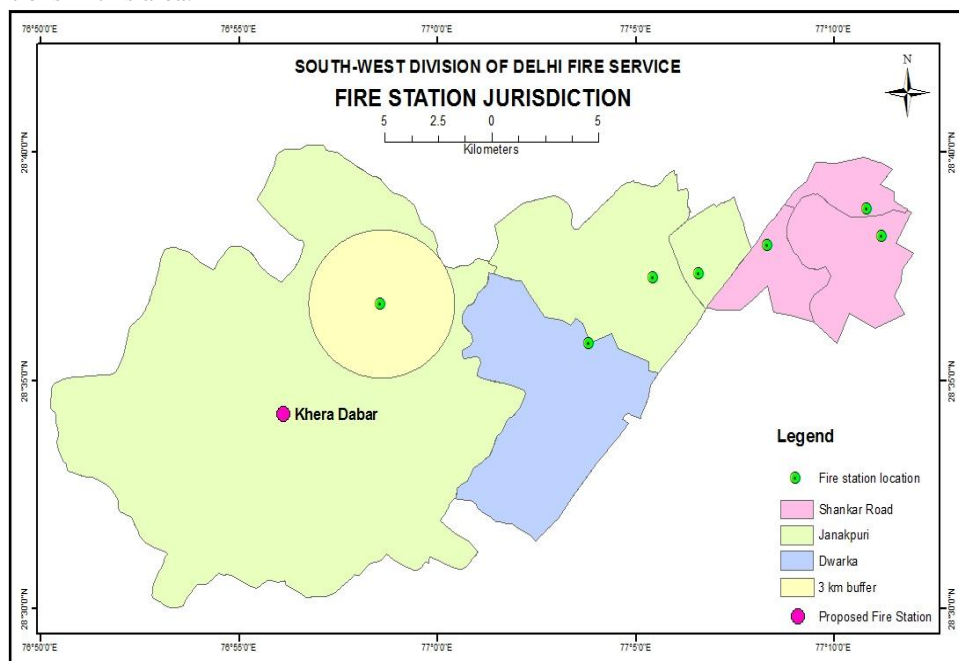 76°50'0"E 76°55'0"E 77°0'0"E 77°5'0"E 77°10'0"E
SOUTH-WEST DIVISION OF DELHI FIRE SERVICE
FIRE STATION JURISDICTION
N
5 2.5 0 5
Kilometers
28°40'0"N 28°40'0"N
28°35'0"N 28°35'0"N
Khera Dabar
Legend
Fire station location
Shankar Road
Janakpuri
Dwarka
3 km buffer
Proposed Fire Station
28°30'0"N 28°30'0"N
76°50'0"E 76°55'0"E 77°0'0"E 77°5'0"E 77°10'0"E